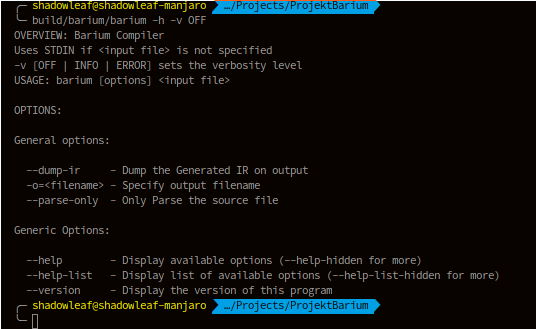 shadowleaf@shadowleaf-manjaro …/Projects/ProjektBarium
build/barium/barium -h -v OFF
OVERVIEW: Barium Compiler
Uses STDIN if <input file> is not specified
-v [OFF | INFO | ERROR] sets the verbosity level
USAGE: barium [options] <input file>
OPTIONS:
General options:
--dump-ir - Dump the Generated IR on output
-o=<filename> - Specify output filename
--parse-only - Only Parse the source file
Generic Options:
--help - Display available options (--help-hidden for more)
--help-list - Display list of available options (--help-list-hidden for more)
--version - Display the version of this program
shadowleaf@shadowleaf-manjaro …/Projects/ProjektBarium